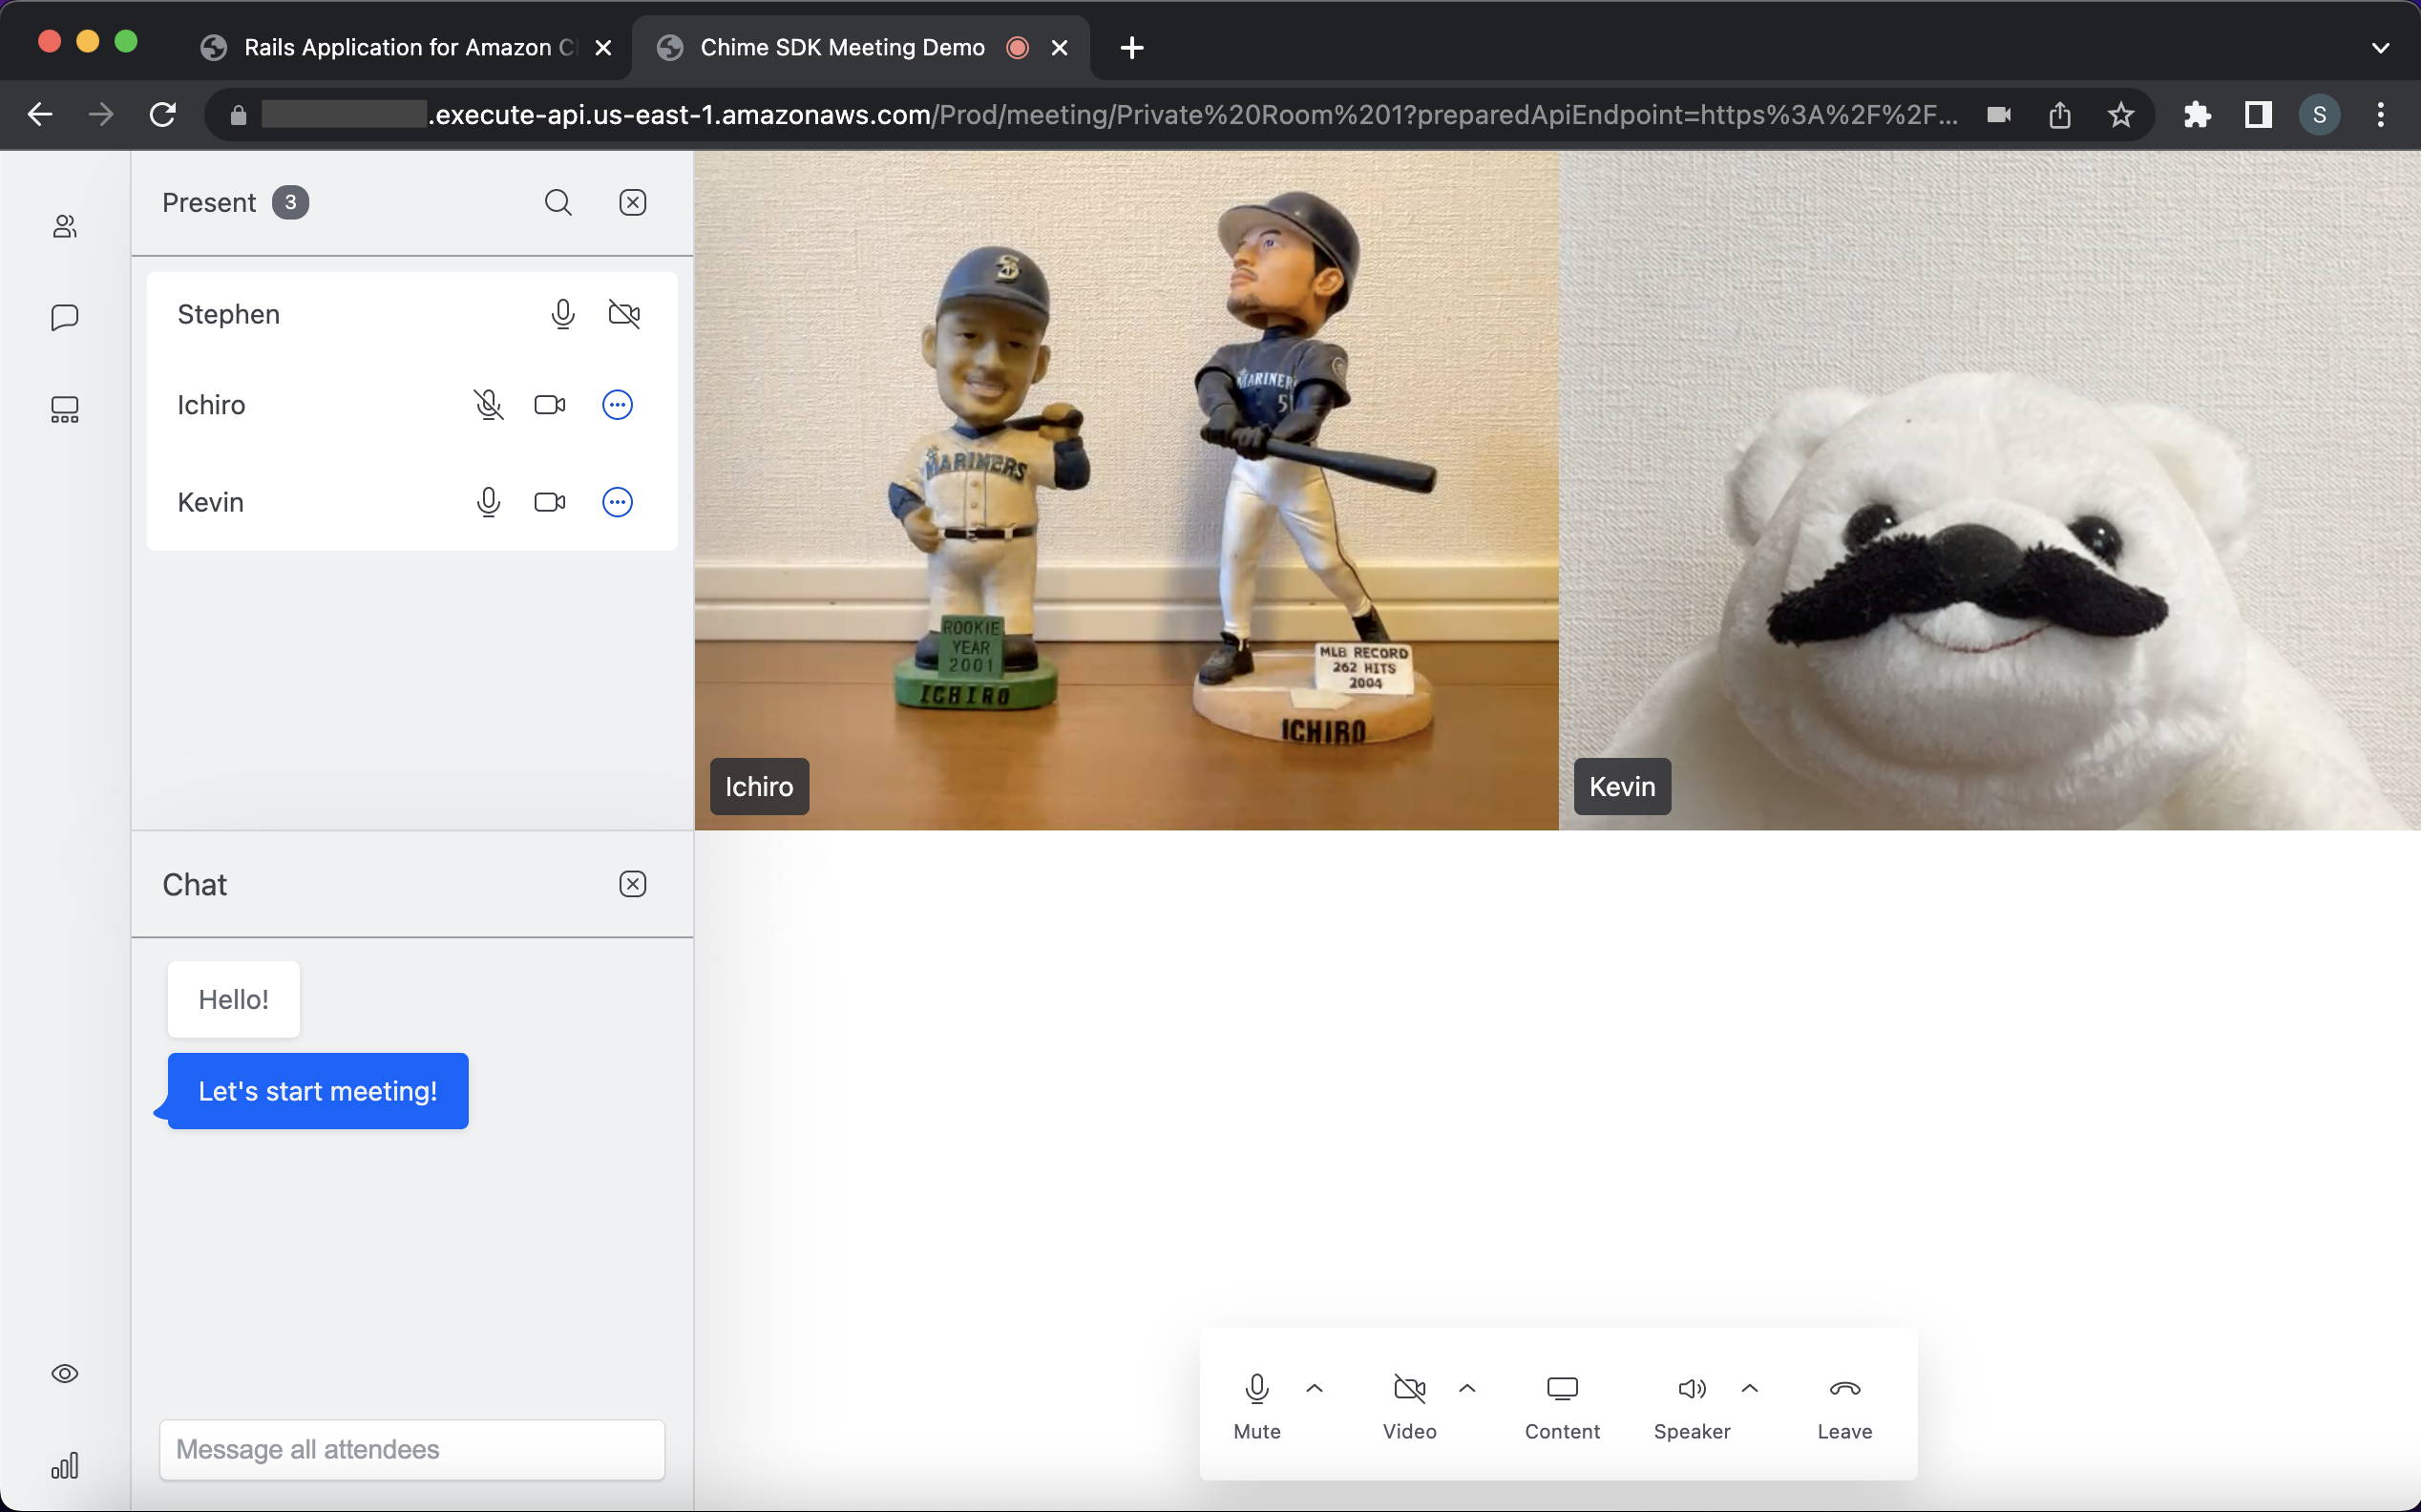 Rails Application for Amazon C
Chime SDK Meeting Demo
.execute-api.us-east-1.amazonaws.com/Prod/meeting/Private%20Room%201?preparedApiEndpoint=https%3A%2F%2F...
S
Present 3
Stephen
Ichiro
Kevin
S
MARINERS
ROOKIE
YEAR
2001
ICHIRO
MARINERS
5
MLB RECORD
262 HITS
2004
ICHIRO
Ichiro
Kevin
Chat
Hello!
Let's start meeting!
Message all attendees
Mute
Video
Content
Speaker
Leave